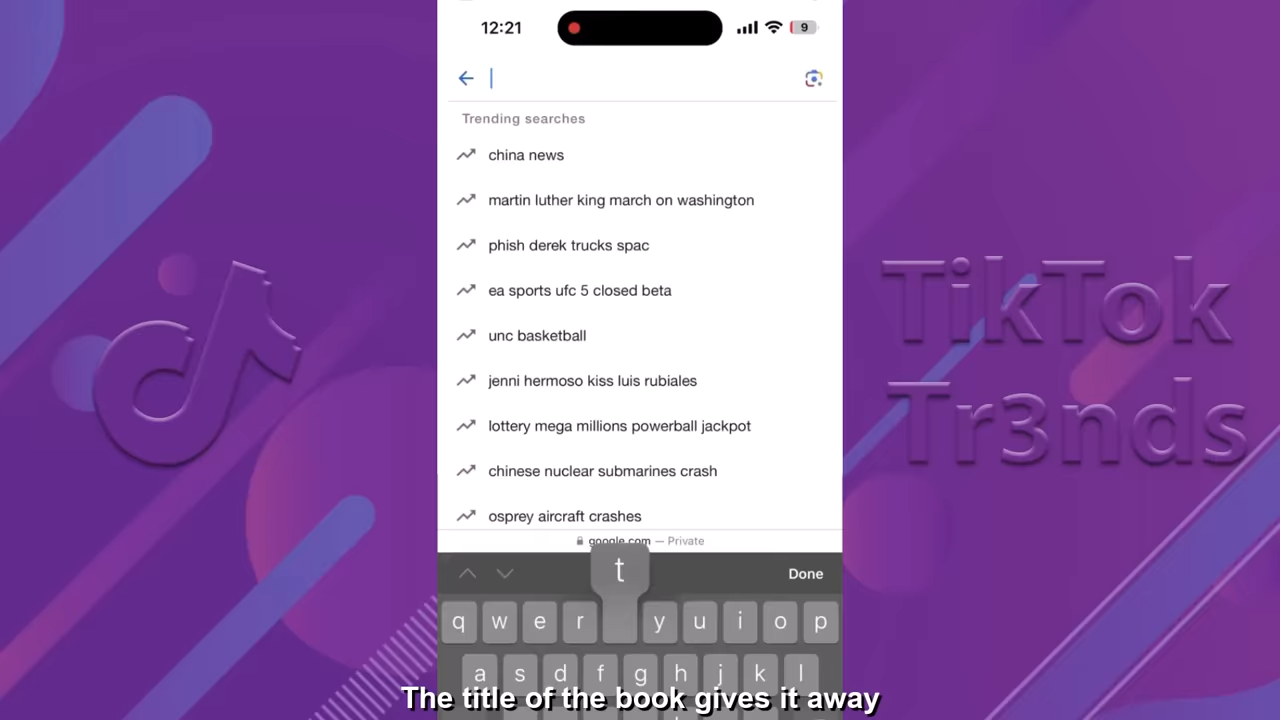 12:21
9
Trending searches
china news
martin luther king march on washington
phish derek trucks spac
ea sports ufc 5 closed beta
unc basketball
jenni hermoso kiss luis rubiales
lottery mega millions powerball jackpot
chinese nuclear submarines crash
osprey aircraft crashes
google.com — Private
Done
t
q w e r y u i o p
a s d f g h j k l
The title of the book gives it away
TikTok
Tr3nds